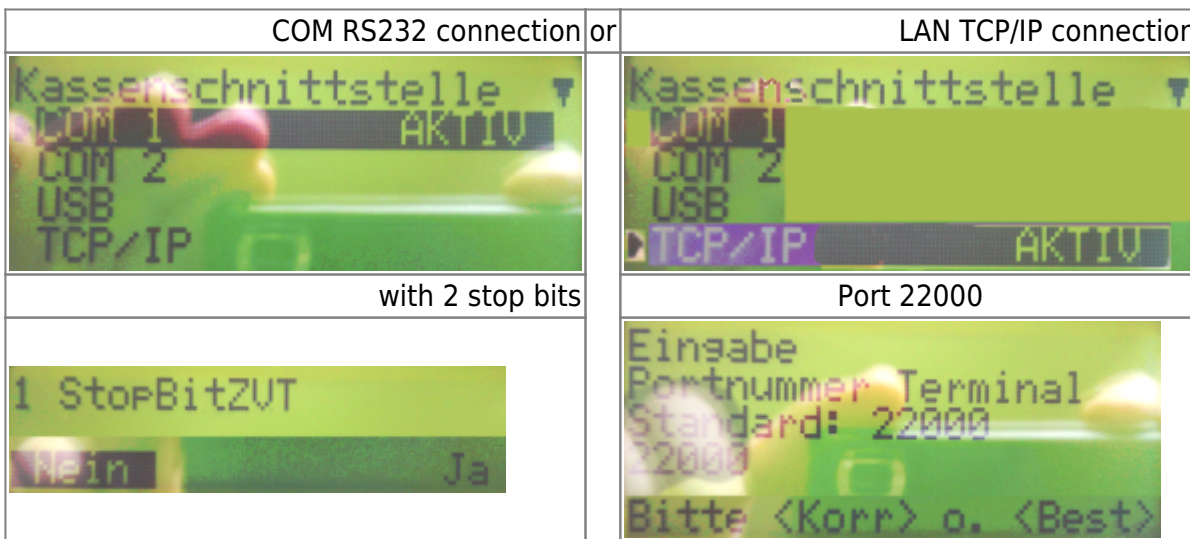 COM RS232 connection or LAN TCP/IP connection
Kassenschnittstelle
COM 1 AKTIV
COM 2
USB
TCP/IP
Kassenschnittstelle
COM 1
COM 2
USB
TCP/IP AKTIV
with 2 stop bits
Port 22000
1 StopBitZVT
Nein Ja
Eingabe
Portnummer Terminal
Standard: 22000
22000
Bitte <Korr> o. <Best>